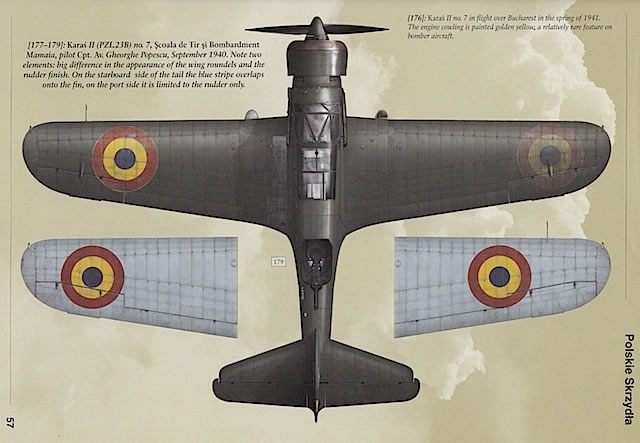 [177–179]: Karaś II (PZL.23B) no. 7, Școala de Tir și Bombardment
Mamaia, pilot Cpt. Av. Gheorghe Popescu, September 1940. Note two
elements: big difference in the appearance of the wing roundels and the
rudder finish. On the starboard side of the tail the blue stripe overlaps
onto the fin, on the port side it is limited to the rudder only.
[176]: Karaś II no. 7 in flight over Bucharest in the spring of 1941.
The engine cowling is painted golden yellow; a relatively rare feature on
bomber aircraft.
179
Polskie Skrzydła
57